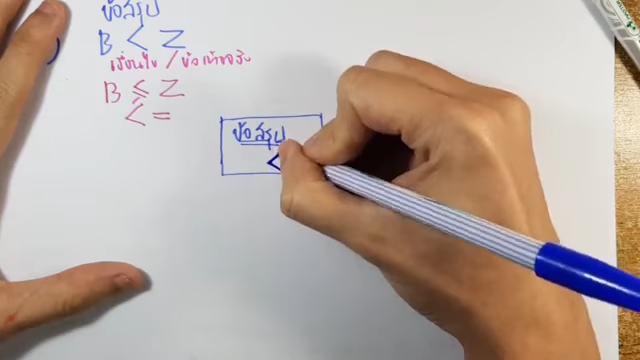 ข้อสรุป
B < Z
เงื่อนไข / ข้อเท้าจริง
B ≤ Z
< =
ข้อสรุป
<